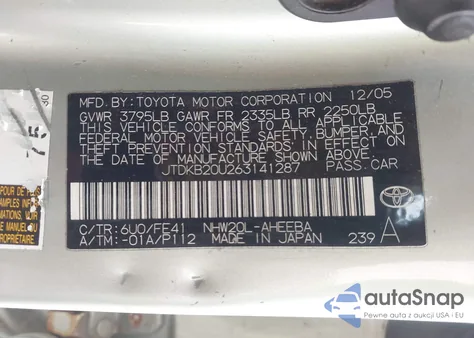 MFD. BY: TOYOTA MOTOR CORPORATION 12/05
GVWR 3795LB GAWR FR 2335LB RR 2250LB
THIS VEHICLE CONFORMS TO ALL APPLICABLE
FEDERAL MOTOR VEHICLE SAFETY, BUMPER, AND
THEFT PREVENTION STANDARDS IN EFFECT ON
THE DATE OF MANUFACTURE SHOWN ABOVE.
JTDKB20U263141287 PASS.CAR
C/TR: 6U0/FE41 NHW20L-AHEEBA
A/TM: -01A/P112 MADE IN JAPAN 239 A
TOYOTA
autoSnap
Pewne auta z USA i EU